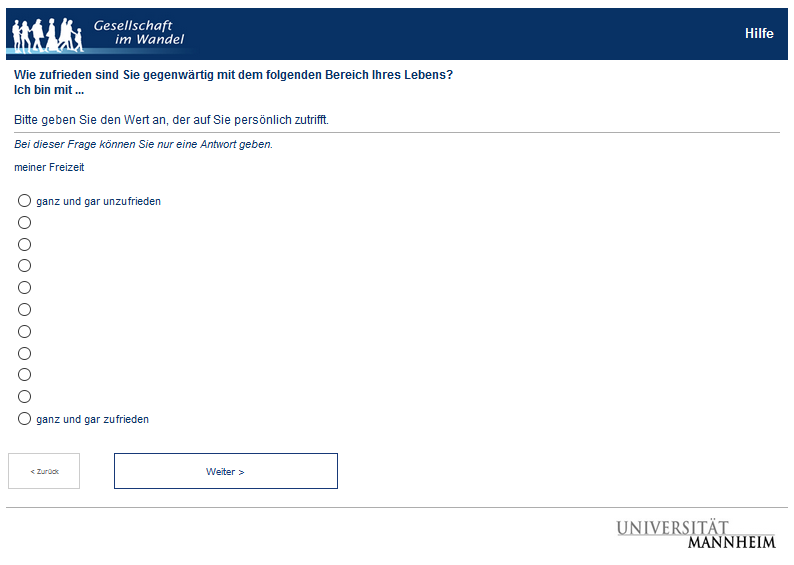 Gesellschaft
im Wandel
Hilfe
Wie zufrieden sind Sie gegenwärtig mit dem folgenden Bereich Ihres Lebens?
Ich bin mit ...
Bitte geben Sie den Wert an, der auf Sie persönlich zutrifft.
Bei dieser Frage können Sie nur eine Antwort geben.
meiner Freizeit
ganz und gar unzufrieden
ganz und gar zufrieden
< Zurück
Weiter >
UNIVERSITÄT
MANNHEIM